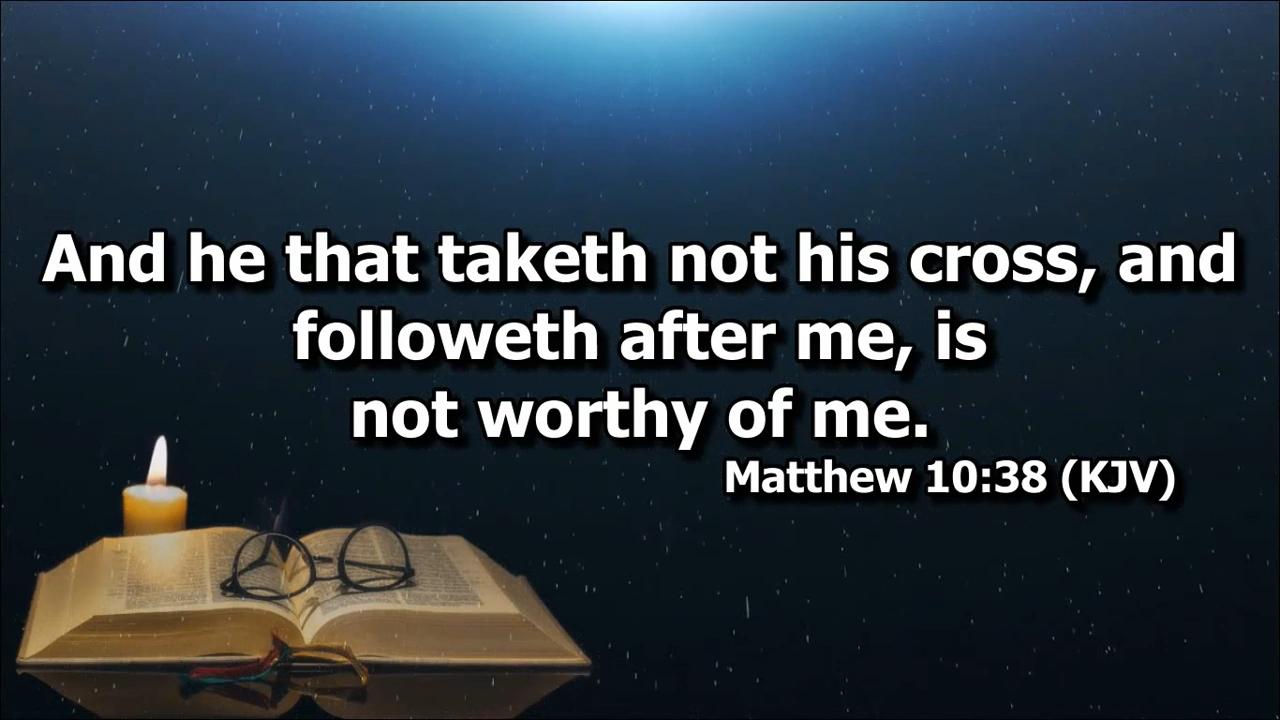 And he that taketh not his cross, and
followeth after me, is
not worthy of me.
Matthew 10:38 (KJV)